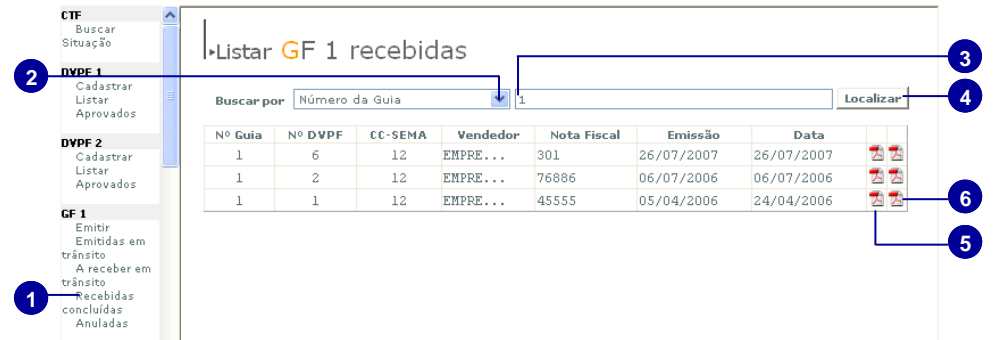 CTF
Buscar
Situação
DVPF 1
Cadastrar
Listar
Aprovados
DVPF 2
Cadastrar
Listar
Aprovados
GF 1
Emitir
Emitidas em
trânsito
A receber em
trânsito
Recebidas
concluídas
Anuladas
Listar GF 1 recebidas
Buscar por Número da Guia 1 Localizar
Nº Guia Nº DVPF CC-SEMA Vendedor Nota Fiscal Emissão Data
1 6 12 EMPRE... 301 26/07/2007 26/07/2007
1 2 12 EMPRE... 76886 06/07/2006 06/07/2006
1 1 12 EMPRE... 45555 05/04/2006 24/04/2006
1
2
3
4
5
6